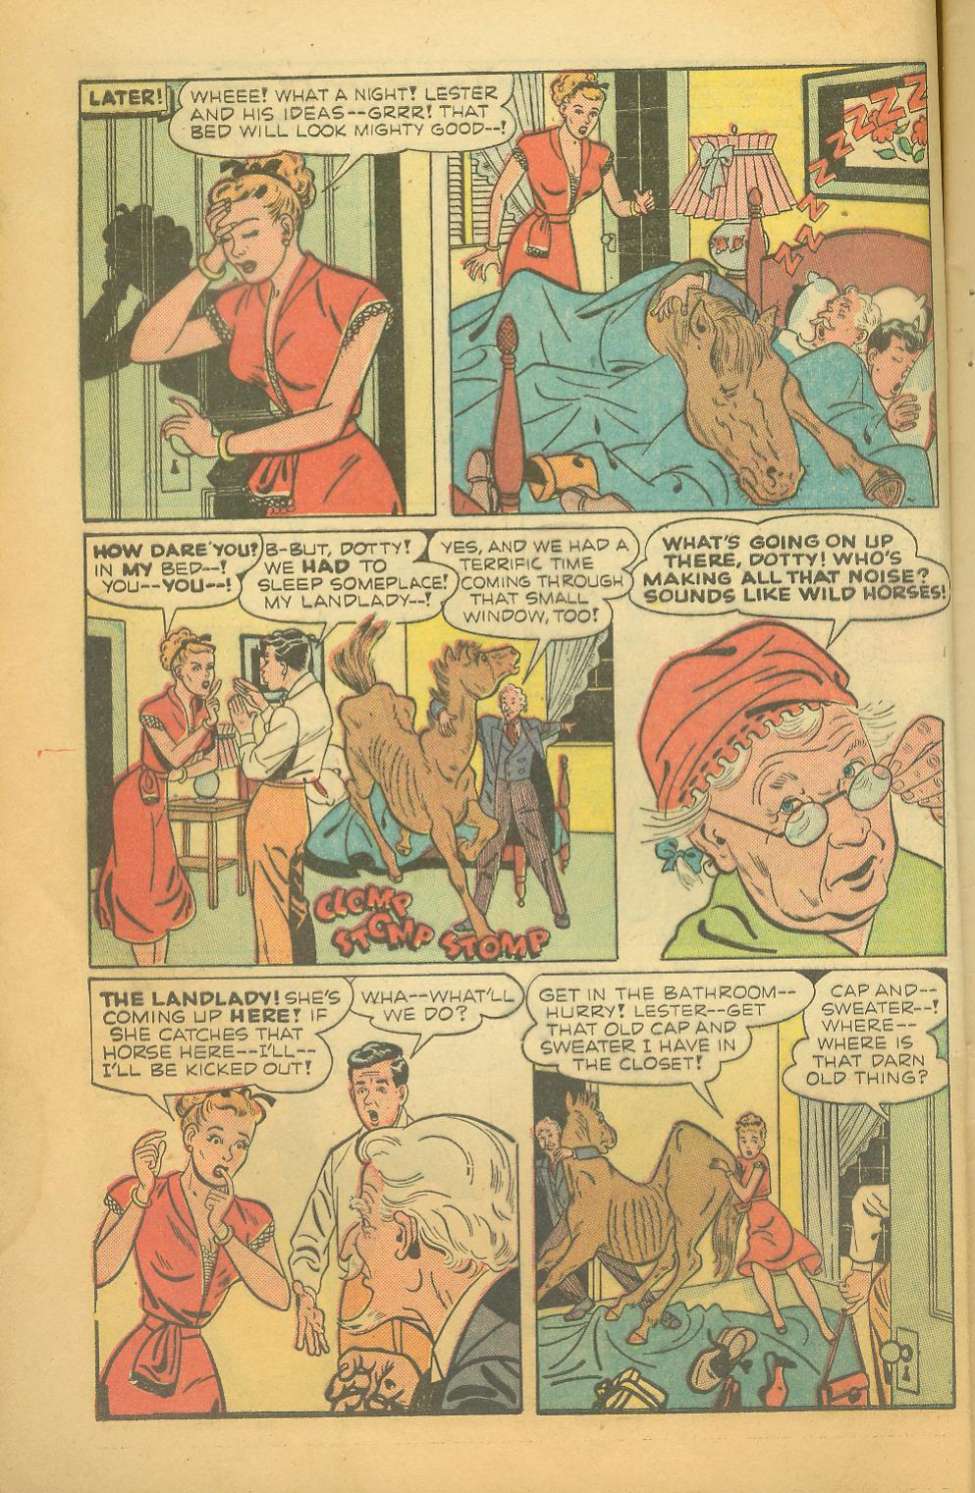 LATER!
WHEEE! WHAT A NIGHT! LESTER
AND HIS IDEAS--GRRR! THAT
BED WILL LOOK MIGHTY GOOD--!
ZZZZZZZ
ZZ
HOW DARE YOU!
IN MY BED--!
YOU--YOU--!
B-BUT, DOTTY!
WE HAD TO
SLEEP SOMEPLACE!
MY LANDLADY--!
YES, AND WE HAD A
TERRIFIC TIME
COMING THROUGH
THAT SMALL
WINDOW, TOO!
CLOMP
STOMP STOMP
WHAT'S GOING ON UP
THERE, DOTTY! WHO'S
MAKING ALL THAT NOISE?
SOUNDS LIKE WILD HORSES!
THE LANDLADY! SHE'S
COMING UP HERE! IF
SHE CATCHES THAT
HORSE HERE--I'LL--
I'LL BE KICKED OUT!
WHA--WHAT'LL
WE DO?
GET IN THE BATHROOM--
HURRY! LESTER--GET
THAT OLD CAP AND
SWEATER I HAVE IN
THE CLOSET!
CAP AND--
SWEATER--!
WHERE--
WHERE IS
THAT DARN
OLD THING?